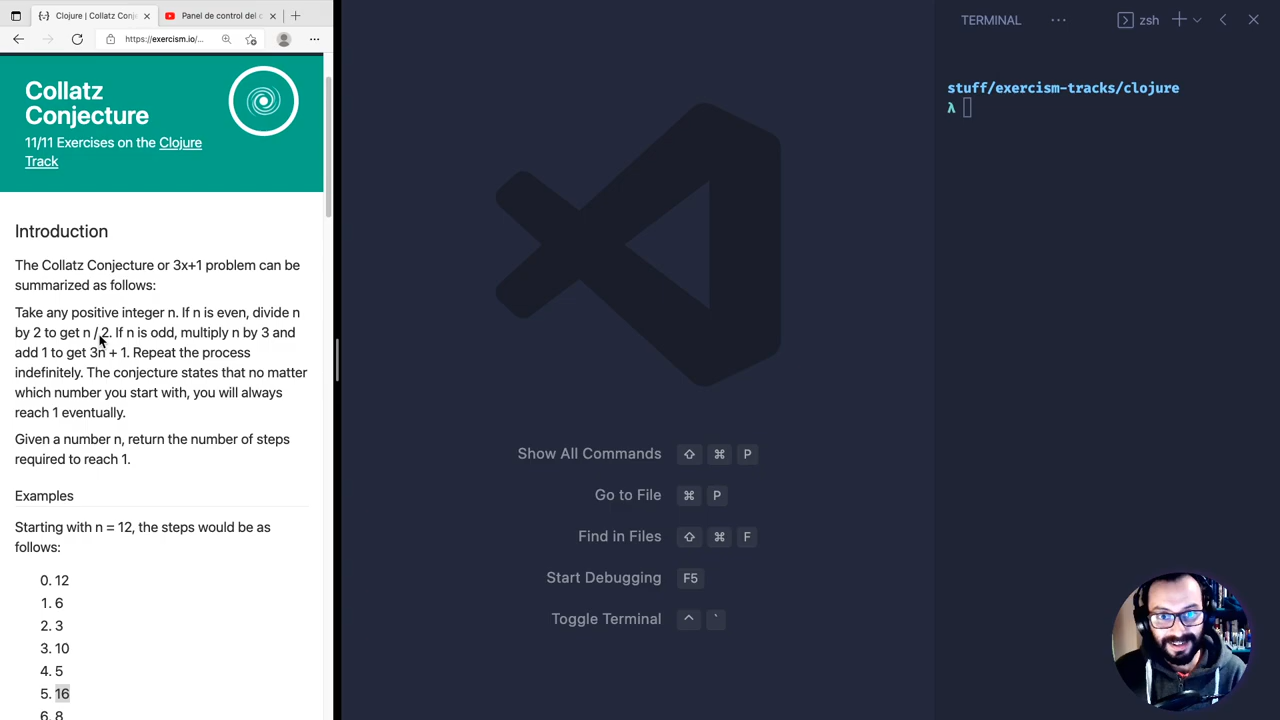 {:} Clojure | Collatz Conje
Panel de control del c
https://exercism.io/...
Collatz
Conjecture
11/11 Exercises on the Clojure
Track
Introduction
The Collatz Conjecture or 3x+1 problem can be
summarized as follows:
Take any positive integer n. If n is even, divide n
by 2 to get n / 2. If n is odd, multiply n by 3 and
add 1 to get 3n + 1. Repeat the process
indefinitely. The conjecture states that no matter
which number you start with, you will always
reach 1 eventually.
Given a number n, return the number of steps
required to reach 1.
Examples
Starting with n = 12, the steps would be as
follows:
0. 12
1. 6
2. 3
3. 10
4. 5
5. 16
6. 8
Show All Commands ⇧ ⌘ P
Go to File ⌘ P
Find in Files ⇧ ⌘ F
Start Debugging F5
Toggle Terminal ^ `
TERMINAL ... zsh
stuff/exercism-tracks/clojure
λ